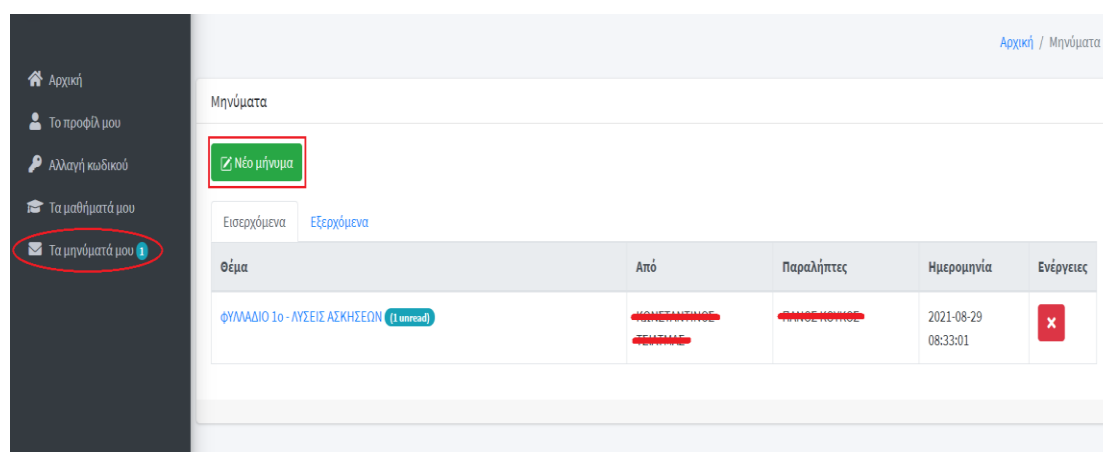 Αρχική / Μηνύματα
Αρχική
Το προφίλ μου
Αλλαγή κωδικού
Τα μαθήματά μου
Τα μηνύματά μου 1
Μηνύματα
Νέο μήνυμα
Εισερχόμενα Εξερχόμενα
Θέμα Από Παραλήπτες Ημερομηνία Ενέργειες
φΥΛΛΑΔΙΟ 1ο - ΛΥΣΕΙΣ ΑΣΚΗΣΕΩΝ (1 unread) 2021-08-29
08:33:01